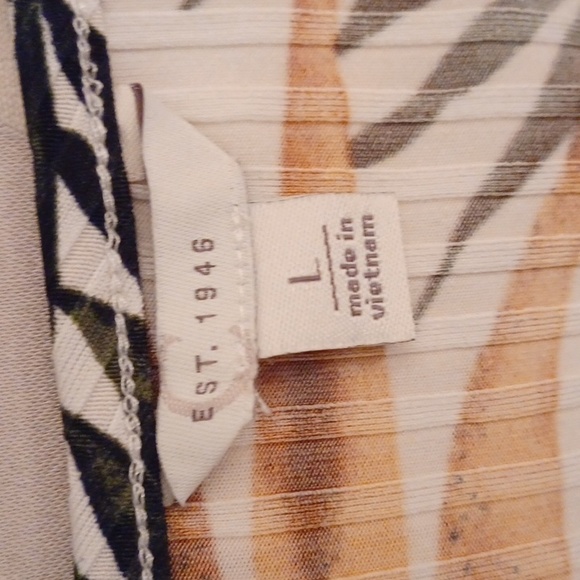 EST. 1946
L
made in
vietnam